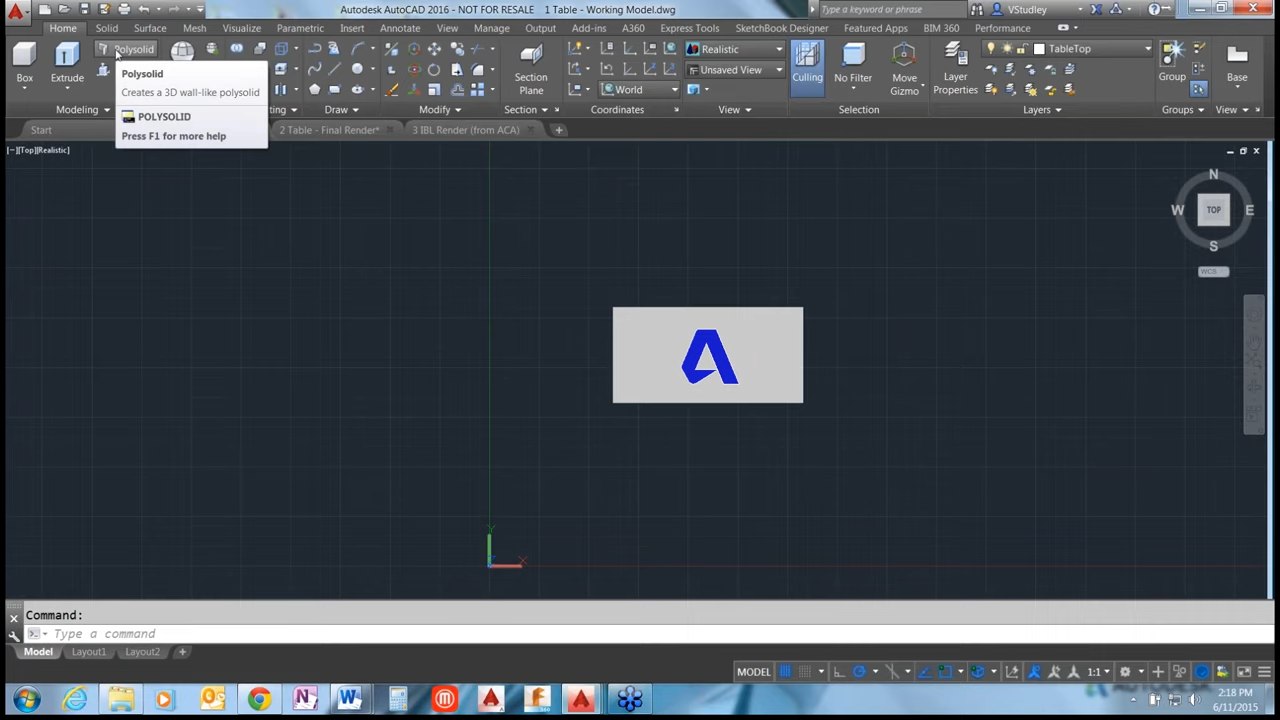 Autodesk AutoCAD 2016 - NOT FOR RESALE 1 Table - Working Model.dwg
Type a keyword or phrase
VStudley
Home Solid Surface Mesh Visualize Parametric Insert Annotate View Manage Output Add-ins A360 Express Tools SketchBook Designer Featured Apps BIM 360 Performance
Box
Extrude
Polysolid
Section
Plane
Realistic
Unsaved View
World
Culling
No Filter
Move
Gizmo
Layer
Properties
TableTop
Group
Base
Modeling
Draw
Modify
Section
Coordinates
View
Selection
Layers
Groups
Polysolid
Creates a 3D wall-like polysolid
POLYSOLID
Press F1 for more help
Start
2 Table - Final Render*
3 IBL Render (from ACA)
[−][Top][Realistic]
N
W
TOP
E
S
WCS
Y
X
Command:
Type a command
Model Layout1 Layout2
MODEL
1:1
2:18 PM
6/11/2015